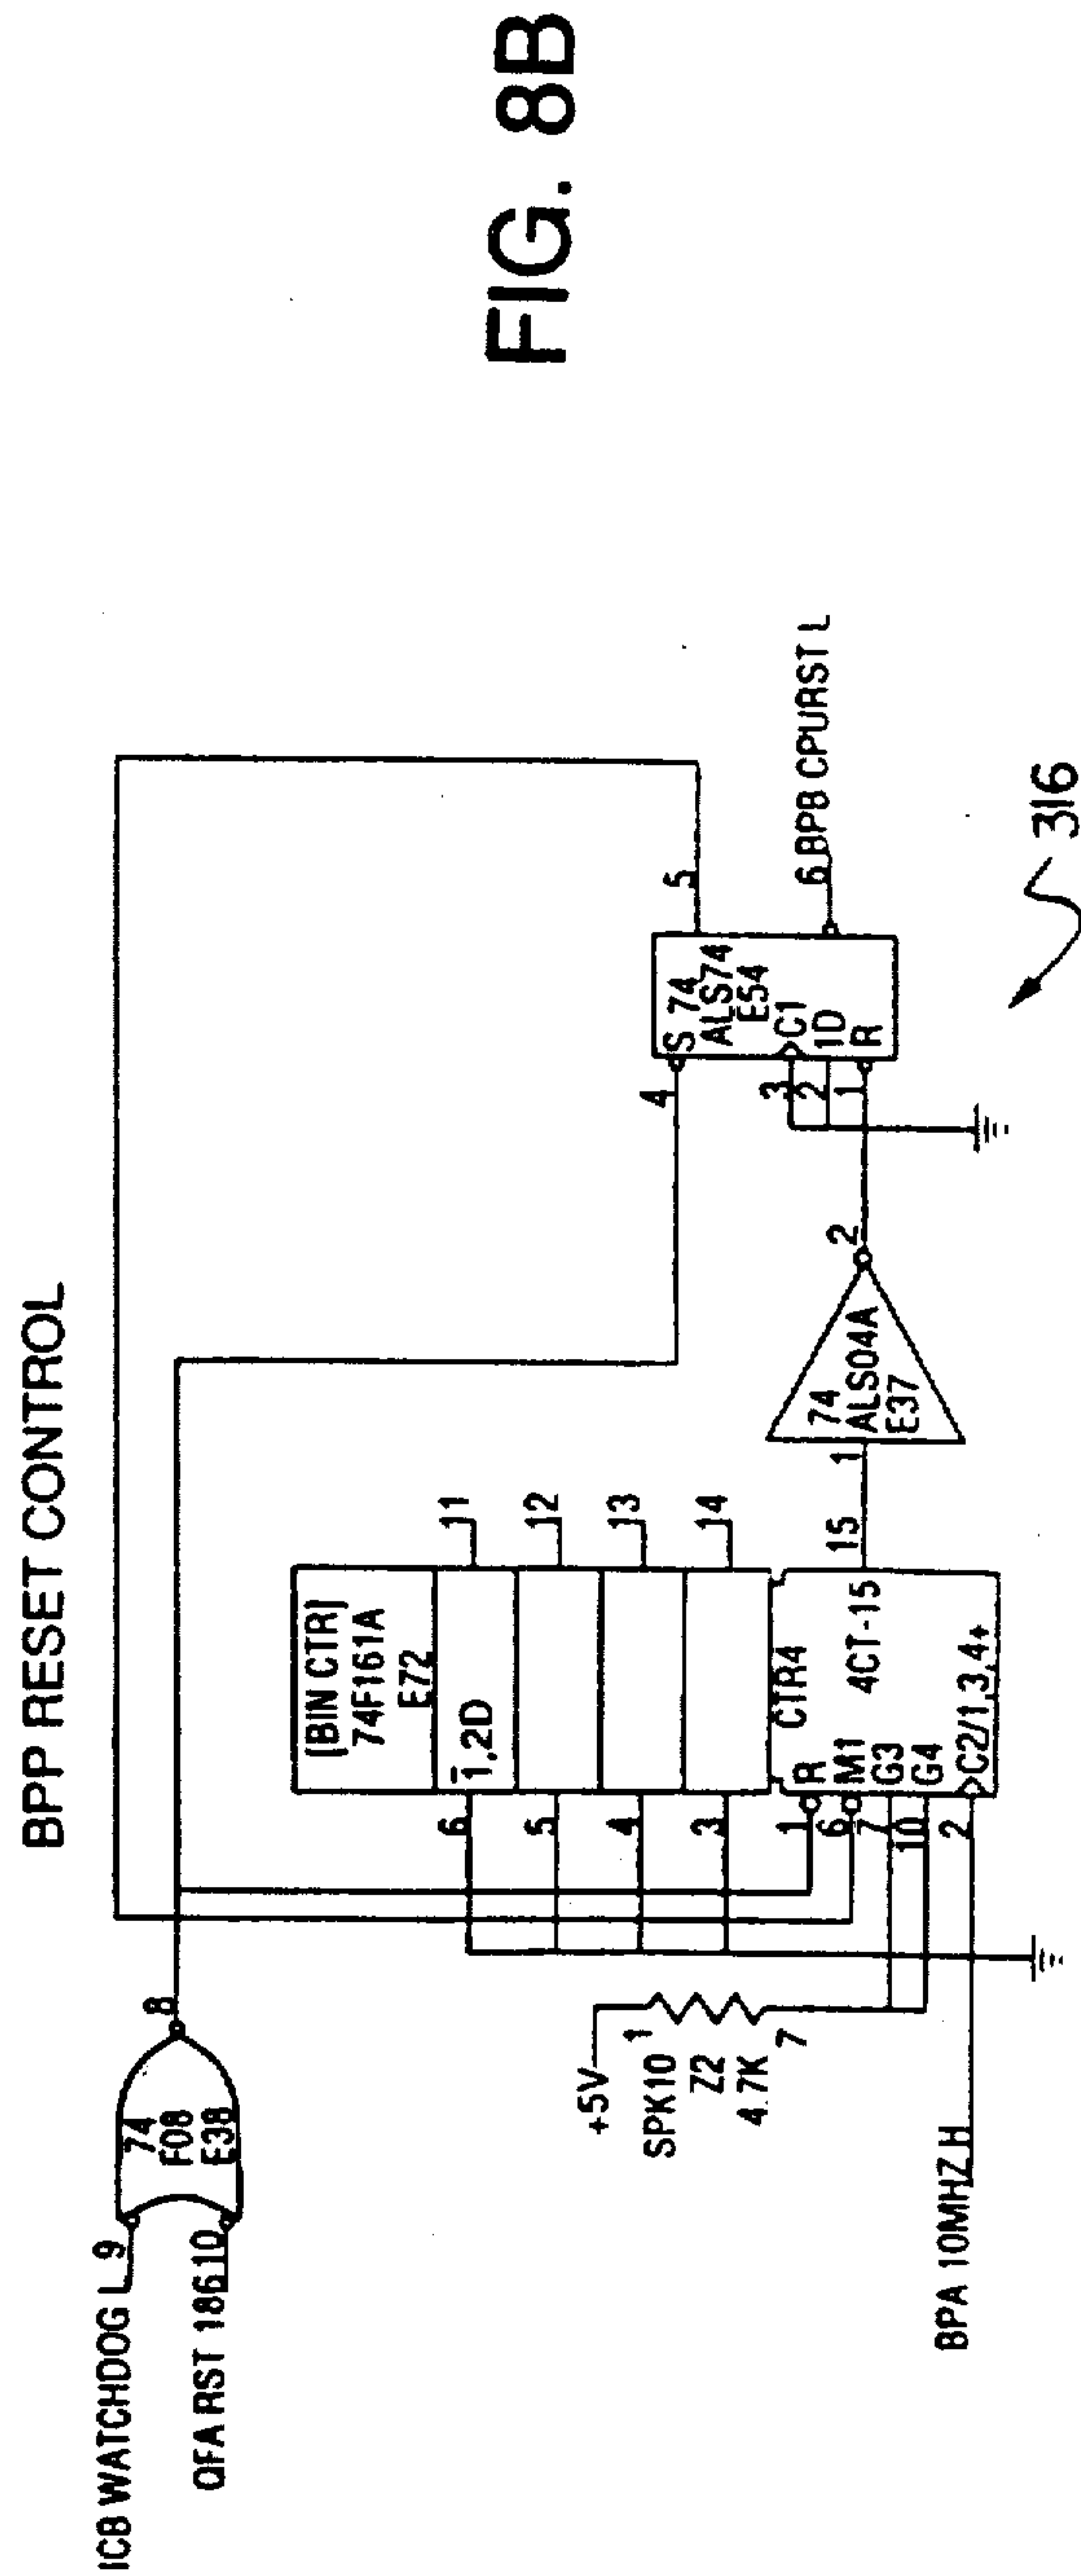 BPP RESET CONTROL
ICB WATCHDOG L 9
QFA RST 186 10
74
F08
E38
8
+5V
1
SPK10
Z2
4.7K
7
BPA 10MHZ H
[BIN CTR]
74F161A
E72
1,2D
6
5
4
3
11
12
13
14
CTR4
1
R
6
M1
7
G3
10
G4
2
C2/1,3,4+
4CT-15
15
1
74
ALS04A
E37
2
4
S 74
ALS74
E54
3
C1
2
1D
1
R
5
6 BPB CPURST L
316
FIG. 8B